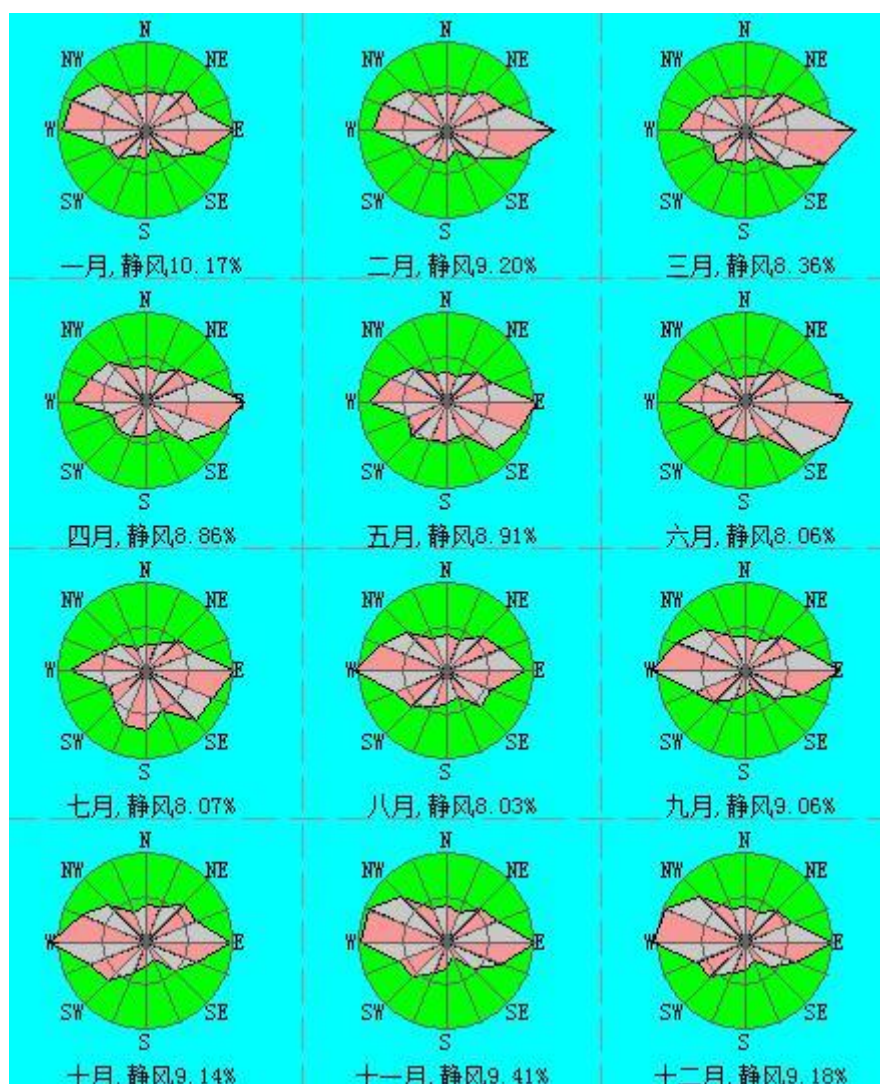 N
NW NE
W E
SW SE
S
一月,静风10.17%
N
NW NE
W
SW SE
S
二月,静风9.20%
N
NW NE
W
SW SE
S
三月,静风8.36%
N
NW NE
W E
SW SE
S
四月,静风8.86%
N
NW NE
W E
SW SE
S
五月,静风8.91%
N
NW NE
W
SW SE
S
六月,静风8.06%
N
NW NE
W E
SW SE
S
七月,静风8.07%
N
NW NE
W E
SW SE
S
八月,静风8.03%
N
NW NE
W E
SW SE
S
九月,静风9.06%
N
NW NE
W E
SW SE
S
十月,静风9.14%
N
NW NE
W E
SW SE
S
十一月,静风9.41%
N
NW NE
W E
SW SE
S
十二月,静风9.18%